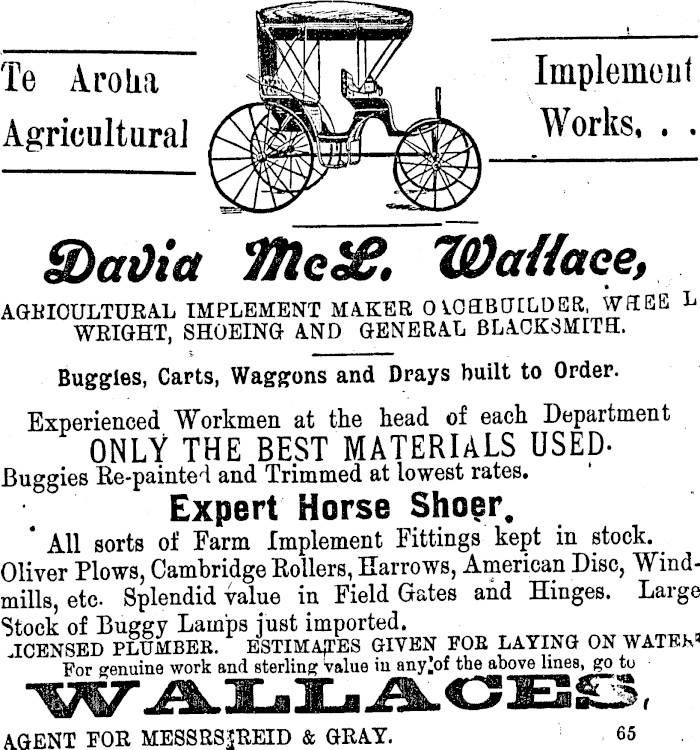 Te Aroha
Agricultural
Implement
Works, . .
David McL. Wallace,
AGRICULTURAL IMPLEMENT MAKER COACHBUILDER, WHEEL
WRIGHT, SHOEING AND GENERAL BLACKSMITH.
Buggies, Carts, Waggons and Drays built to Order.
Experienced Workmen at the head of each Department
ONLY THE BEST MATERIALS USED.
Buggies Re-painted and Trimmed at lowest rates.
Expert Horse Shoer.
All sorts of Farm Implement Fittings kept in stock.
Oliver Plows, Cambridge Rollers, Harrows, American Disc, Wind-
mills, etc. Splendid value in Field Gates and Hinges. Large
Stock of Buggy Lamps just imported.
LICENSED PLUMBER. ESTIMATES GIVEN FOR LAYING ON WATER
For genuine work and sterling value in any of the above lines, go to
WALLACES,
AGENT FOR MESSRS REID & GRAY. 65